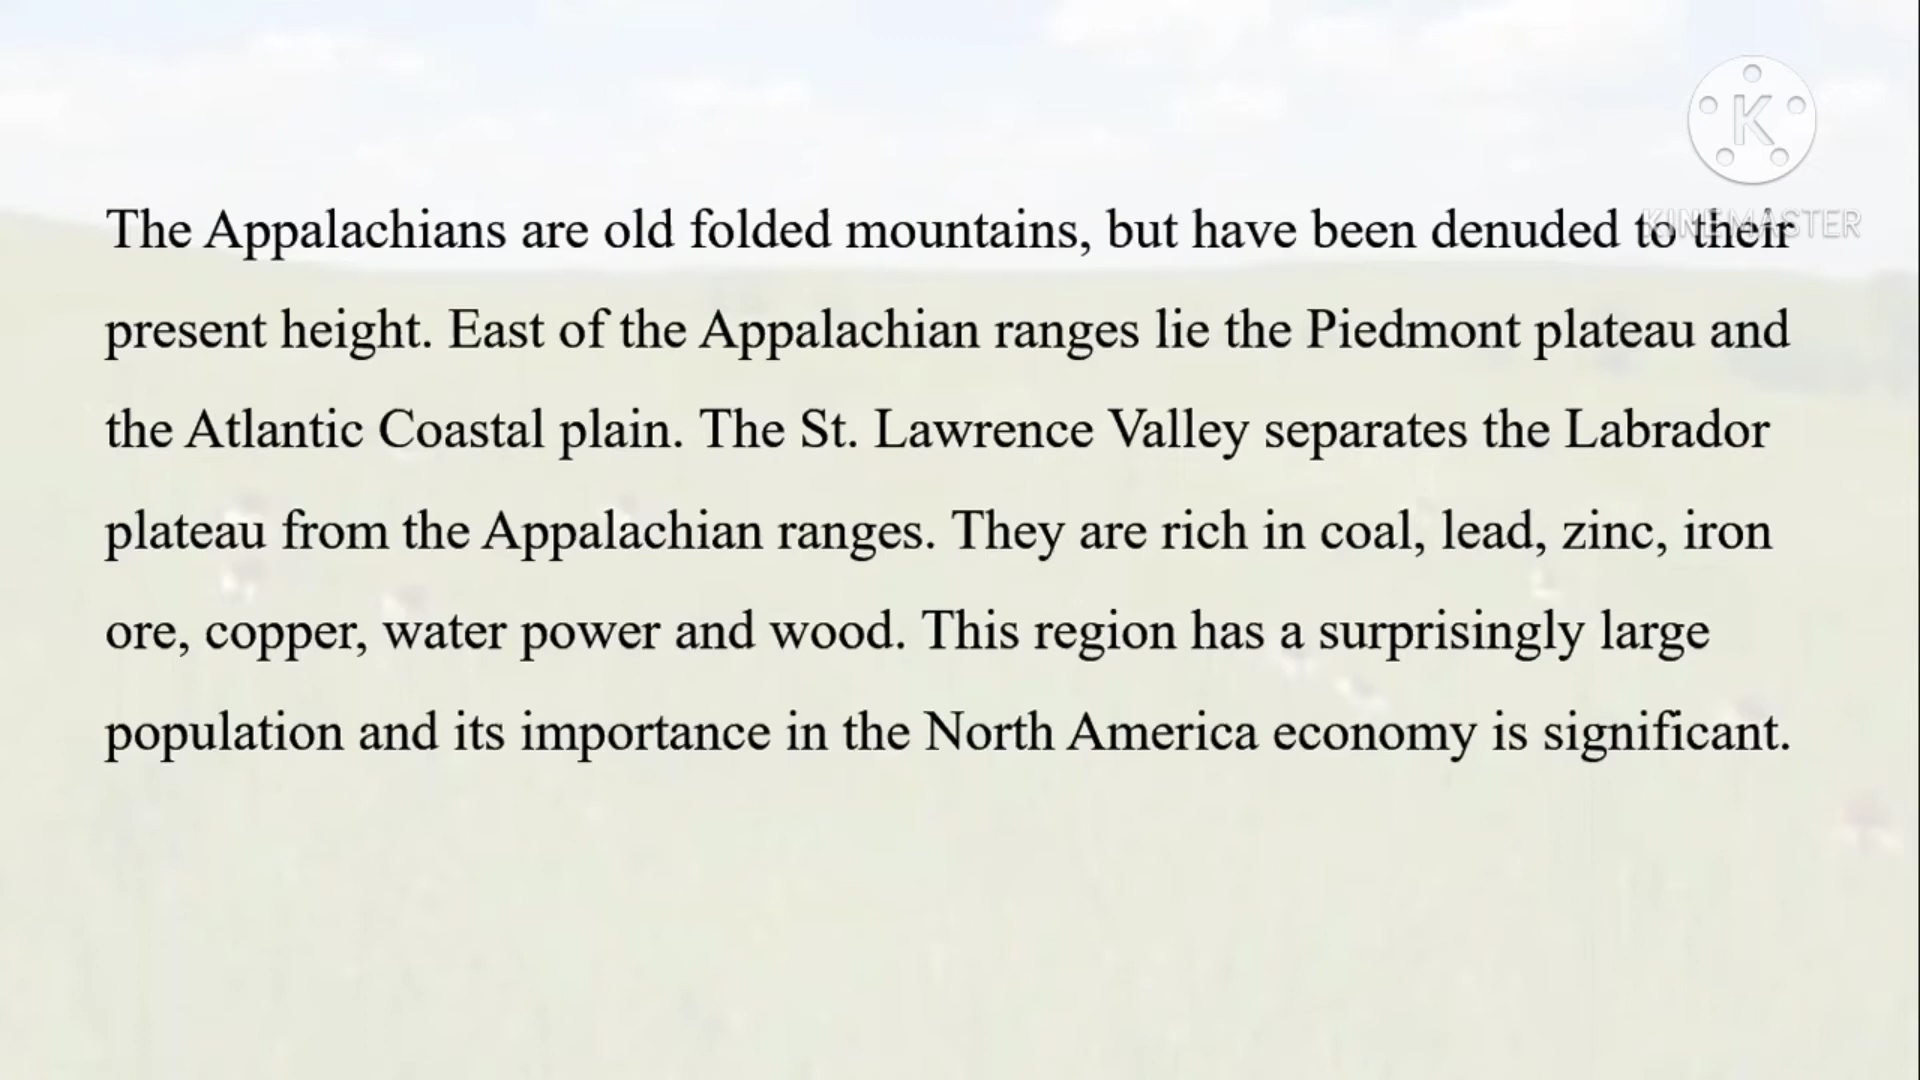 K
KINEMASTER
The Appalachians are old folded mountains, but have been denuded to their
present height. East of the Appalachian ranges lie the Piedmont plateau and
the Atlantic Coastal plain. The St. Lawrence Valley separates the Labrador
plateau from the Appalachian ranges. They are rich in coal, lead, zinc, iron
ore, copper, water power and wood. This region has a surprisingly large
population and its importance in the North America economy is significant.